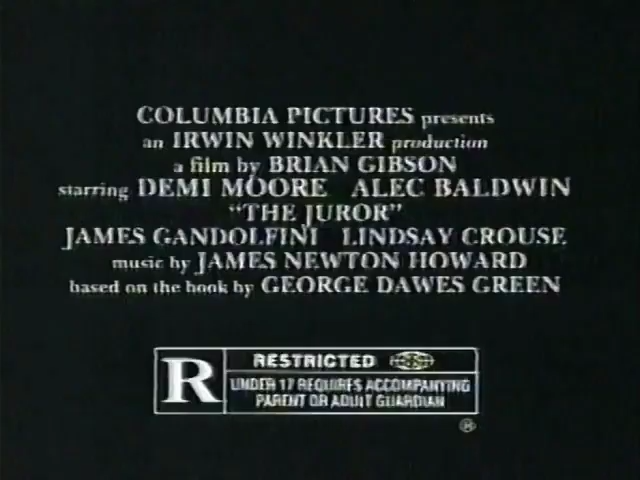 COLUMBIA PICTURES presents
an IRWIN WINKLER production
a film by BRIAN GIBSON
starring DEMI MOORE ALEC BALDWIN
"THE JUROR"
JAMES GANDOLFINI LINDSAY CROUSE
music by JAMES NEWTON HOWARD
based on the book by GEORGE DAWES GREEN
R RESTRICTED
UNDER 17 REQUIRES ACCOMPANYING
PARENT OR ADULT GUARDIAN
®